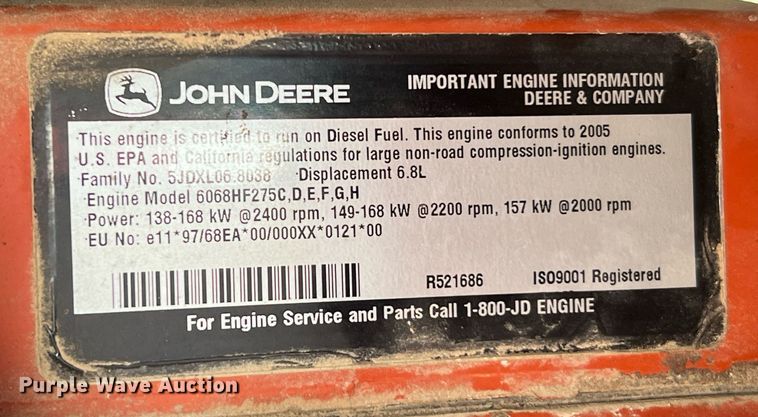 JOHN DEERE
IMPORTANT ENGINE INFORMATION
DEERE & COMPANY
This engine is certified to run on Diesel Fuel. This engine conforms to 2005
U.S. EPA and California regulations for large non-road compression-ignition engines.
Family No. 5JDXL06.8038 Displacement 6.8L
Engine Model 6068HF275C,D,E,F,G,H
Power: 138-168 kW @2400 rpm, 149-168 kW @2200 rpm, 157 kW @2000 rpm
EU No: e11*97/68EA*00/000XX*0121*00
R521686 ISO9001 Registered
For Engine Service and Parts Call 1-800-JD ENGINE
Purple Wave Auction